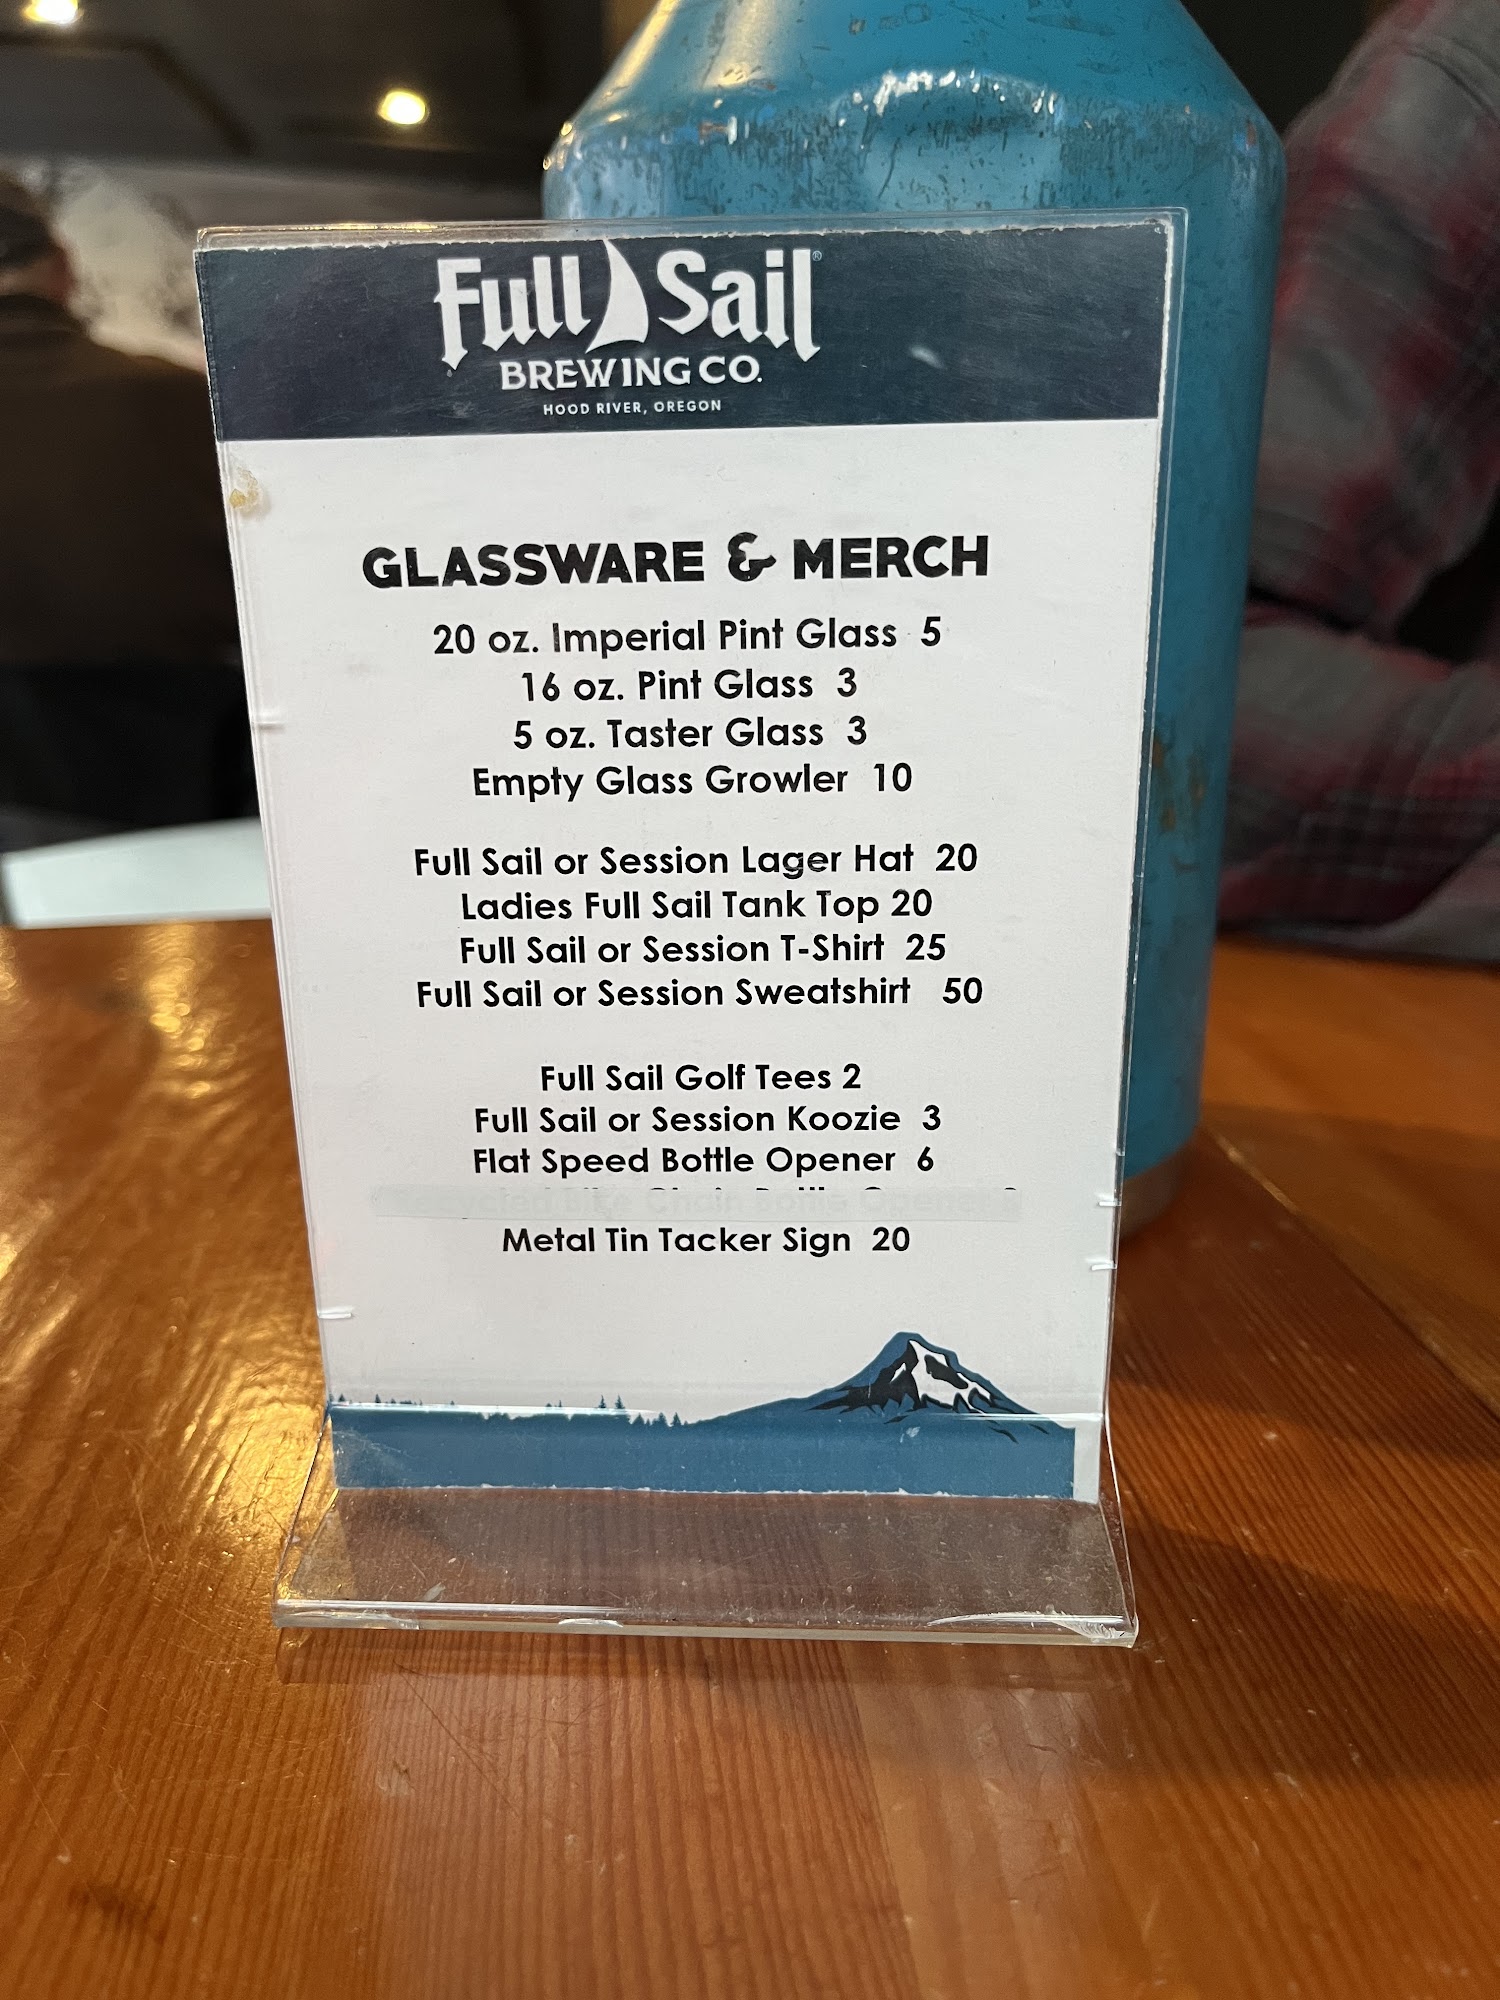 Full Sail®
BREWING CO.
HOOD RIVER, OREGON
GLASSWARE & MERCH
20 oz. Imperial Pint Glass 5
16 oz. Pint Glass 3
5 oz. Taster Glass 3
Empty Glass Growler 10
Full Sail or Session Lager Hat 20
Ladies Full Sail Tank Top 20
Full Sail or Session T-Shirt 25
Full Sail or Session Sweatshirt 50
Full Sail Golf Tees 2
Full Sail or Session Koozie 3
Flat Speed Bottle Opener 6
Chain Bottle Opener
Metal Tin Tacker Sign 20